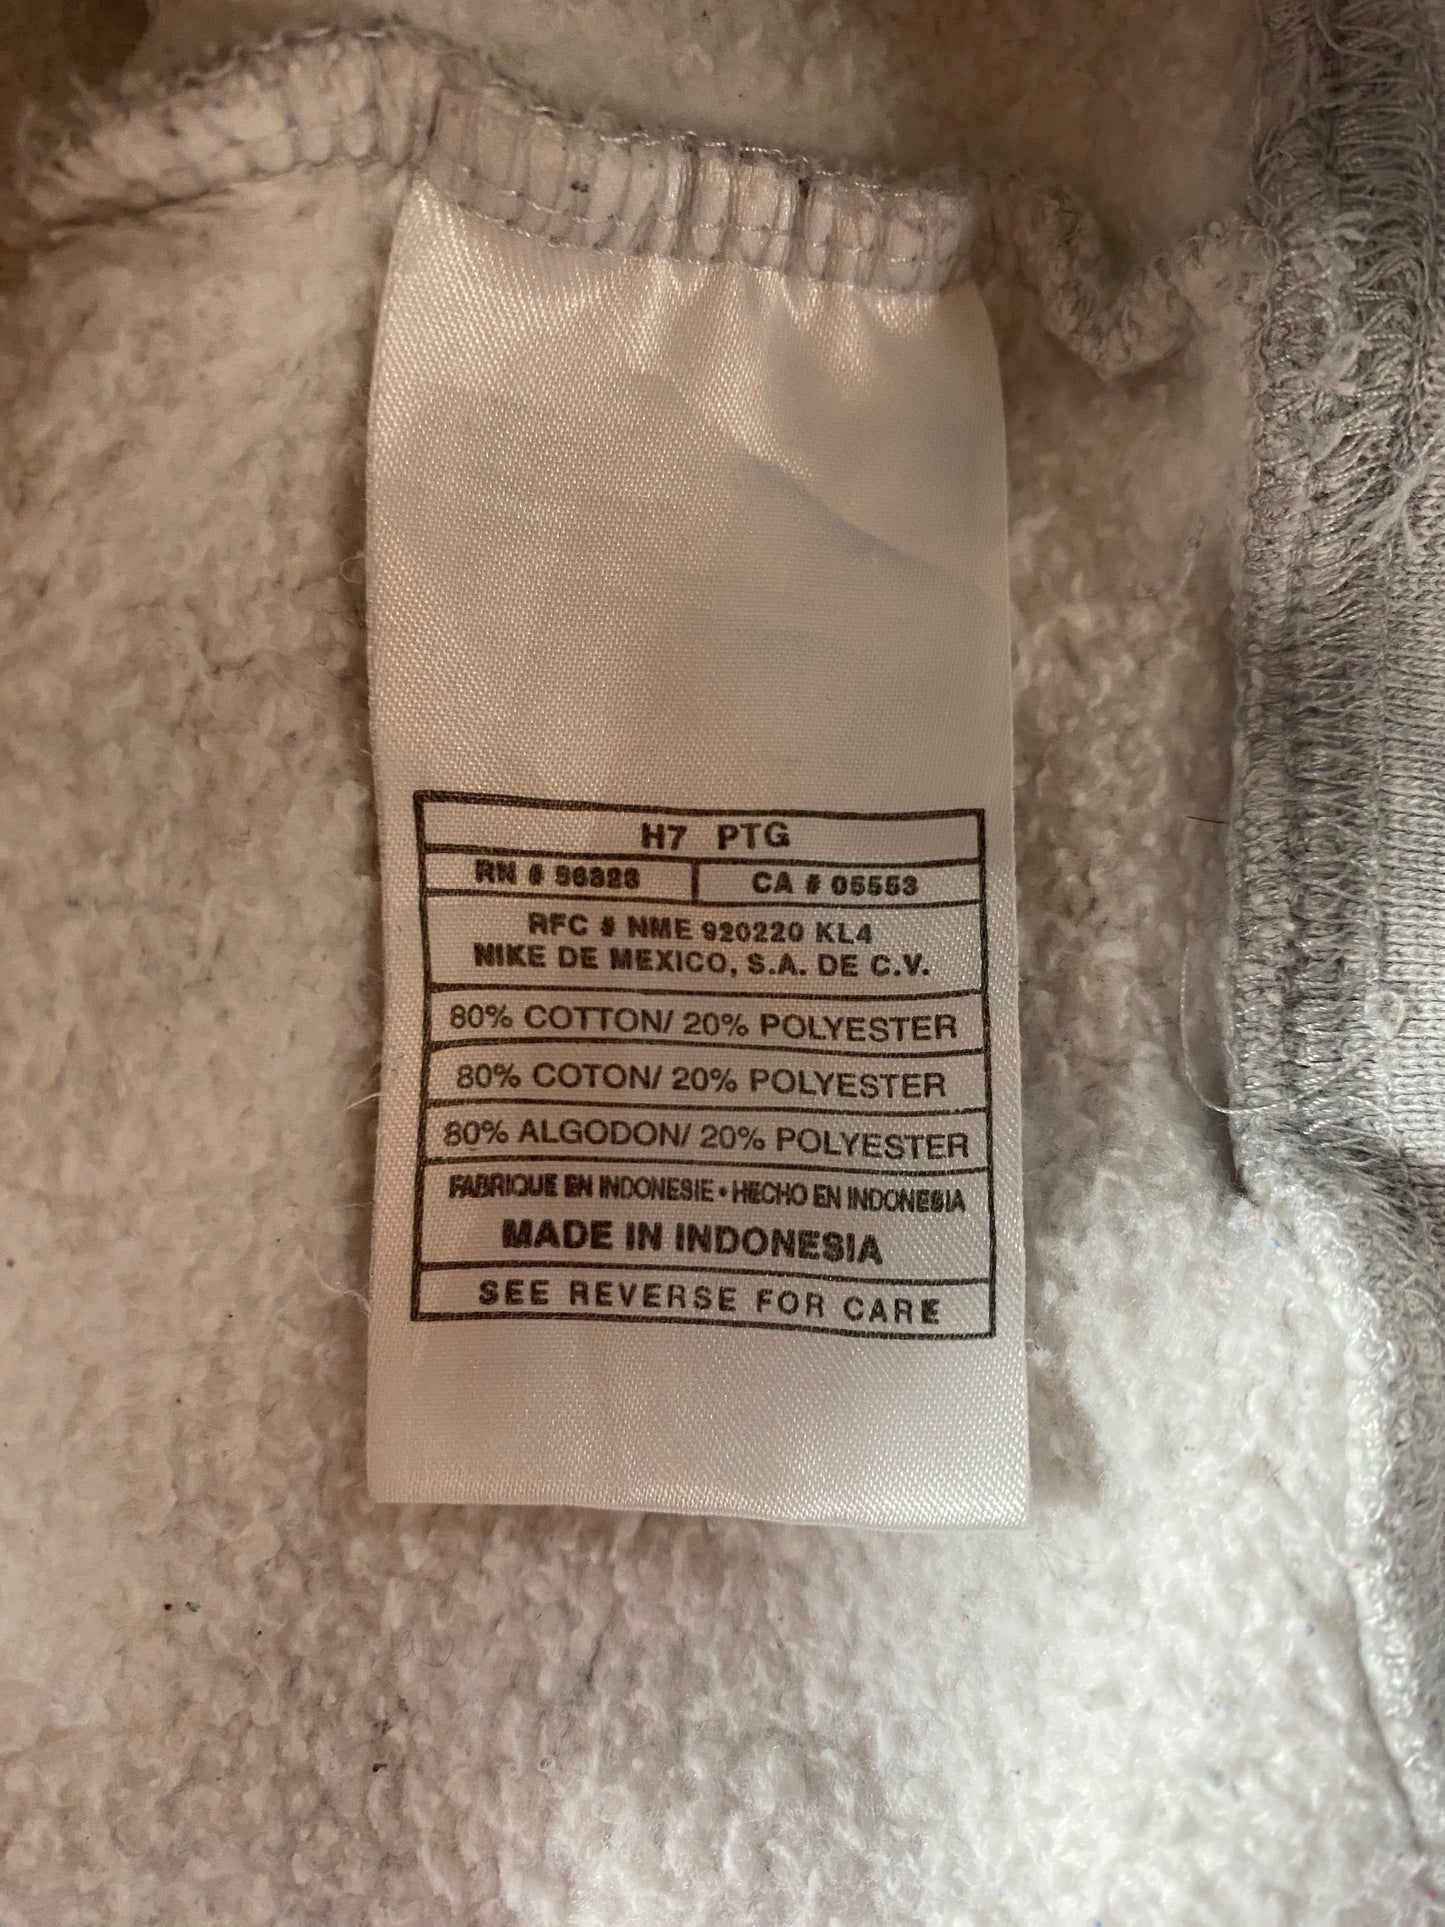 H7 PTG
RN # 56323 CA # 05553
RFC # NME 920220 KL4
NIKE DE MEXICO, S.A. DE C.V.
80% COTTON/ 20% POLYESTER
80% COTON/ 20% POLYESTER
80% ALGODON/ 20% POLYESTER
FABRIQUE EN INDONESIE • HECHO EN INDONESIA
MADE IN INDONESIA
SEE REVERSE FOR CARE